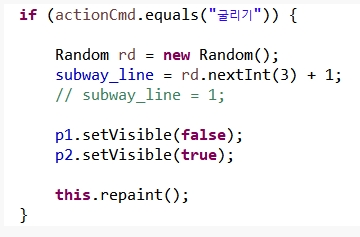 if (actionCmd.equals("굴리기")) {
Random rd = new Random();
subway_line = rd.nextInt(3) + 1;
// subway_line = 1;
p1.setVisible(false);
p2.setVisible(true);
this.repaint();
}